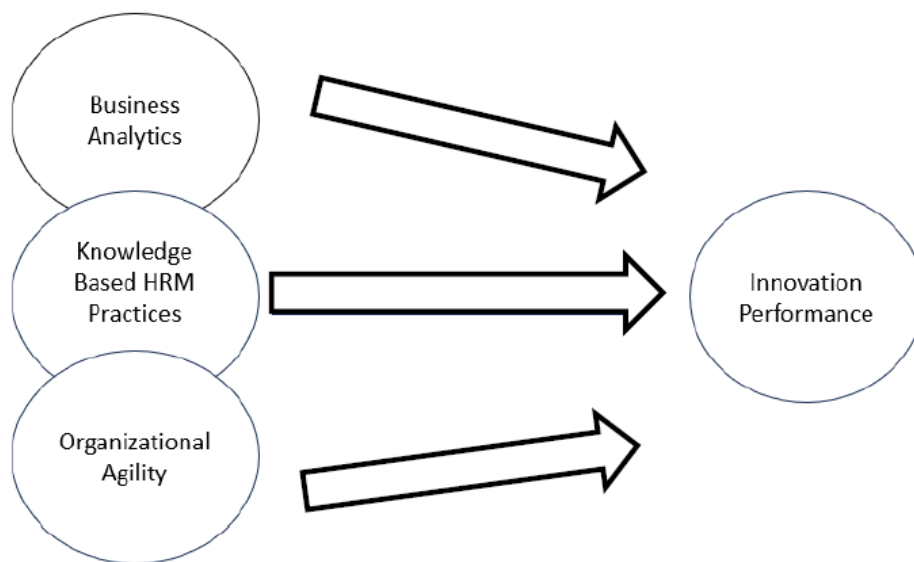 Business
Analytics
Knowledge
Based HRM
Practices
Organizational
Agility
Innovation
Performance